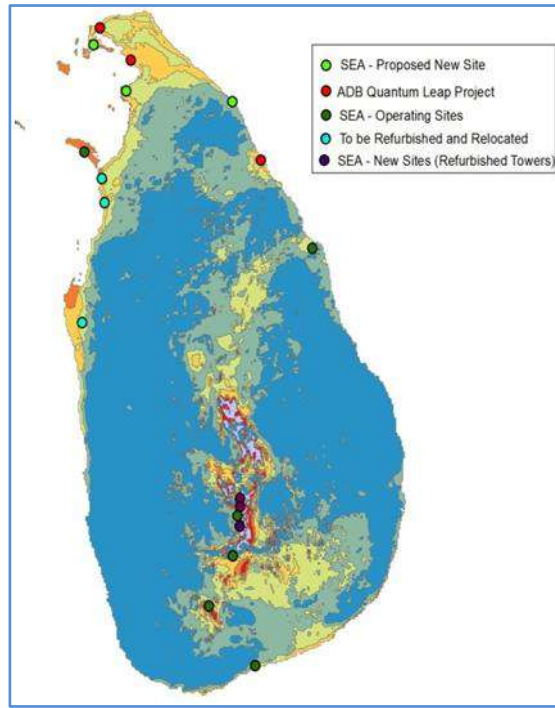 SEA - Proposed New Site
ADB Quantum Leap Project
SEA - Operating Sites
To be Refurbished and Relocated
SEA - New Sites (Refurbished Towers)